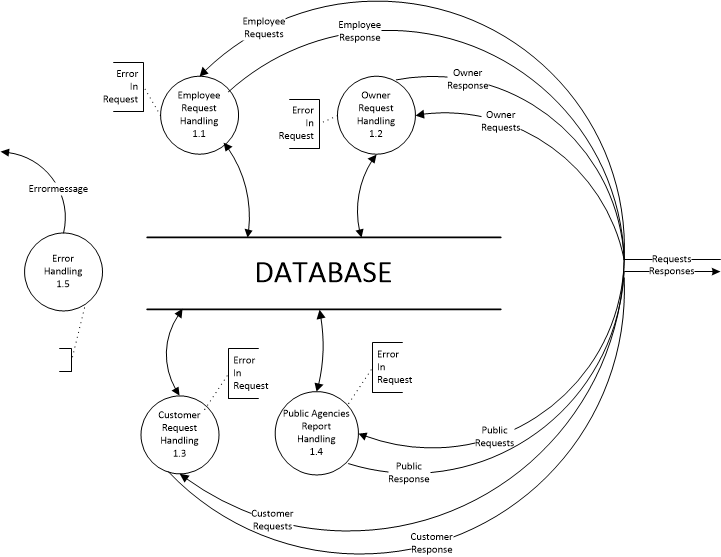 Employee
Requests
Employee
Response
Error
In
Request
Employee
Request
Handling
1.1
Error
In
Request
Owner
Request
Handling
1.2
Owner
Response
Owner
Requests
Errormessage
Error
Handling
1.5
DATABASE
Requests
Responses
Error
In
Request
Error
In
Request
Customer
Request
Handling
1.3
Public Agencies
Report
Handling
1.4
Public
Requests
Public
Response
Customer
Requests
Customer
Response